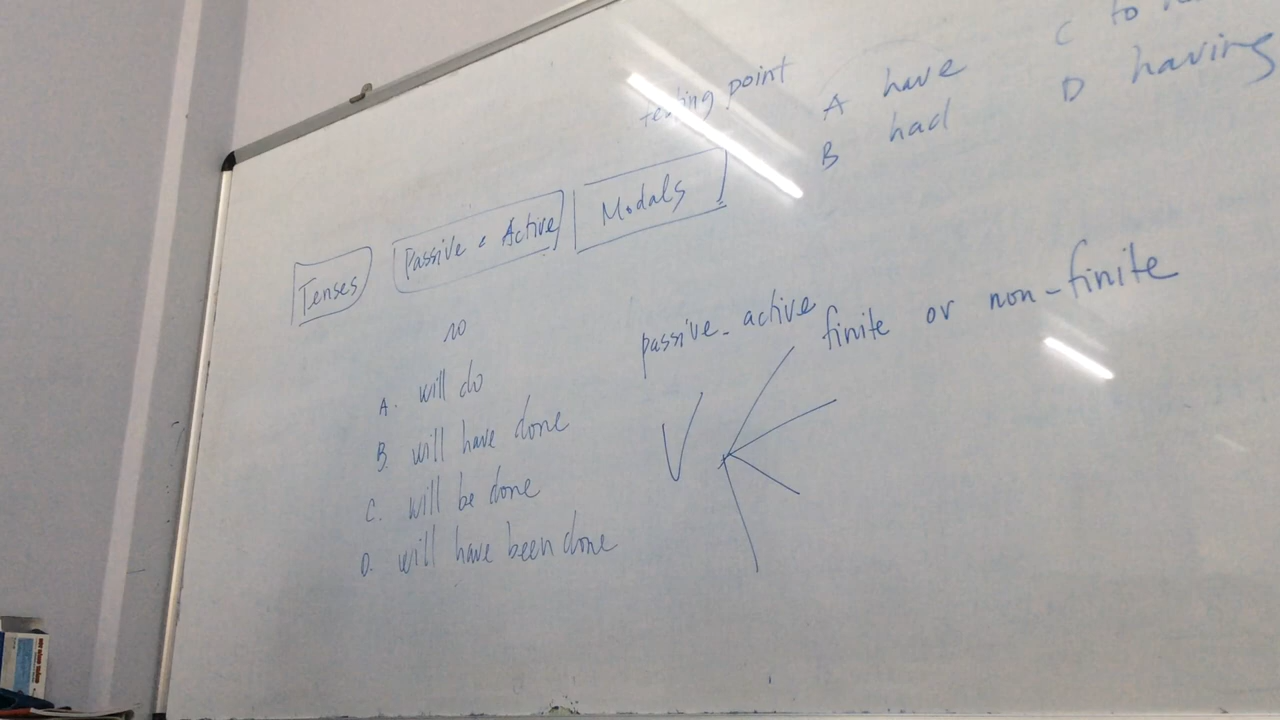 testing point
A have
B had
C to
D having
Tenses
Passive & Active
Modals
10
A. will do
B. will have done
C. will be done
D. will have been done
passive - active
finite or non-finite
V